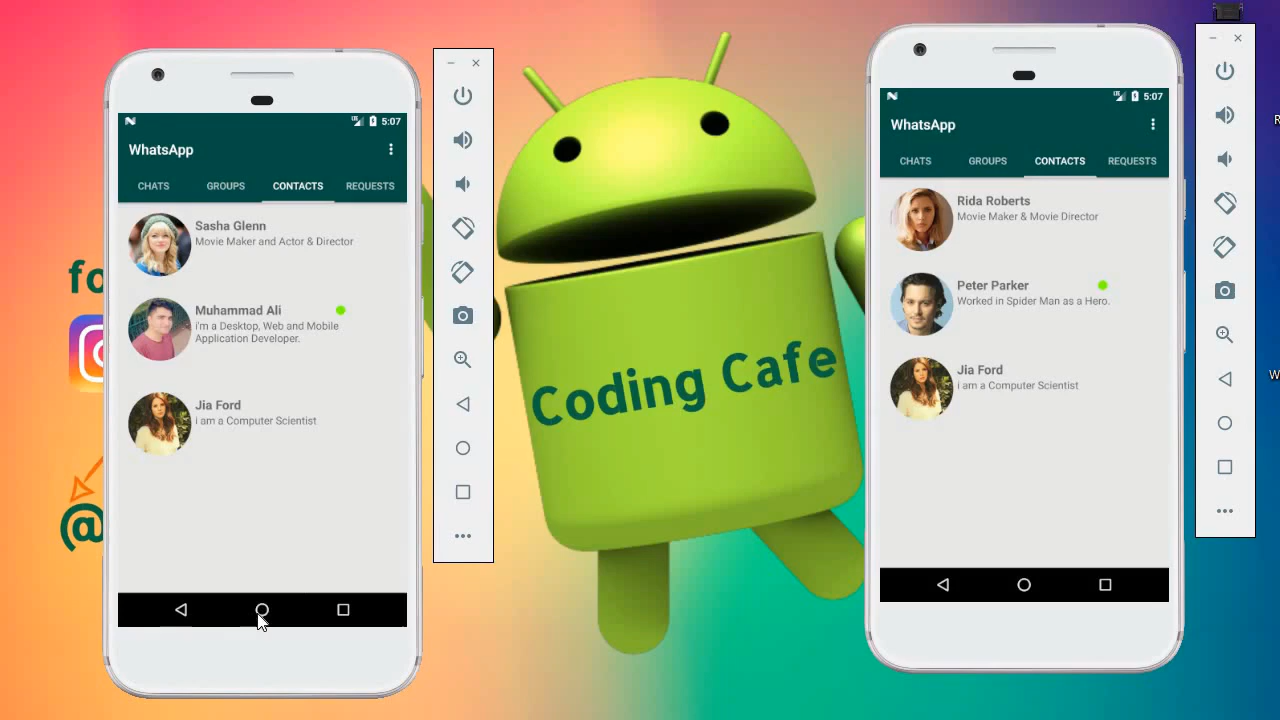 5:07
WhatsApp
CHATS GROUPS CONTACTS REQUESTS
Sasha Glenn
Movie Maker and Actor & Director
Muhammad Ali
i'm a Desktop, Web and Mobile
Application Developer.
Jia Ford
i am a Computer Scientist
fo
@
Coding Cafe
5:07
WhatsApp
CHATS GROUPS CONTACTS REQUESTS
Rida Roberts
Movie Maker & Movie Director
Peter Parker
Worked in Spider Man as a Hero.
Jia Ford
i am a Computer Scientist
R
W